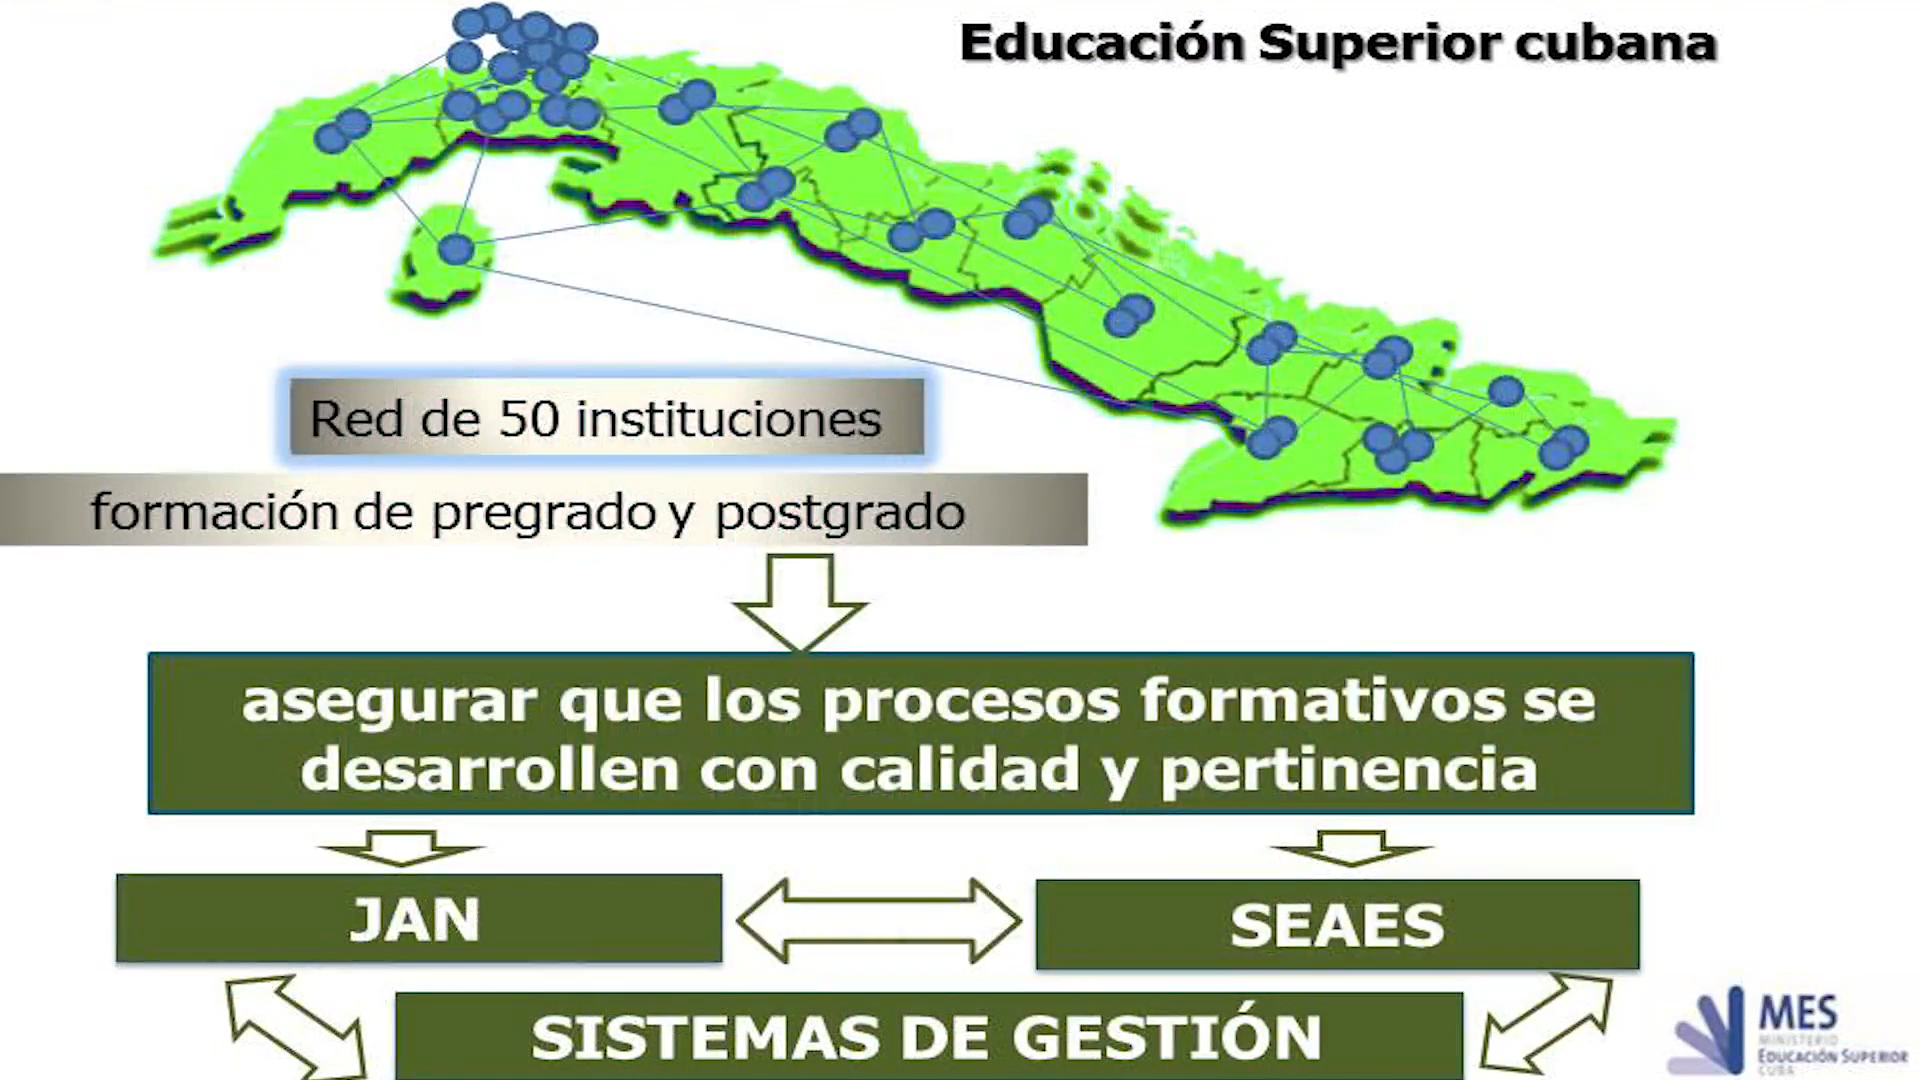 Educación Superior cubana
Red de 50 instituciones
formación de pregrado y postgrado
asegurar que los procesos formativos se
desarrollen con calidad y pertinencia
JAN
SEAES
SISTEMAS DE GESTIÓN
MES
MINISTERIO
EDUCACIÓN SUPERIOR
CUBA